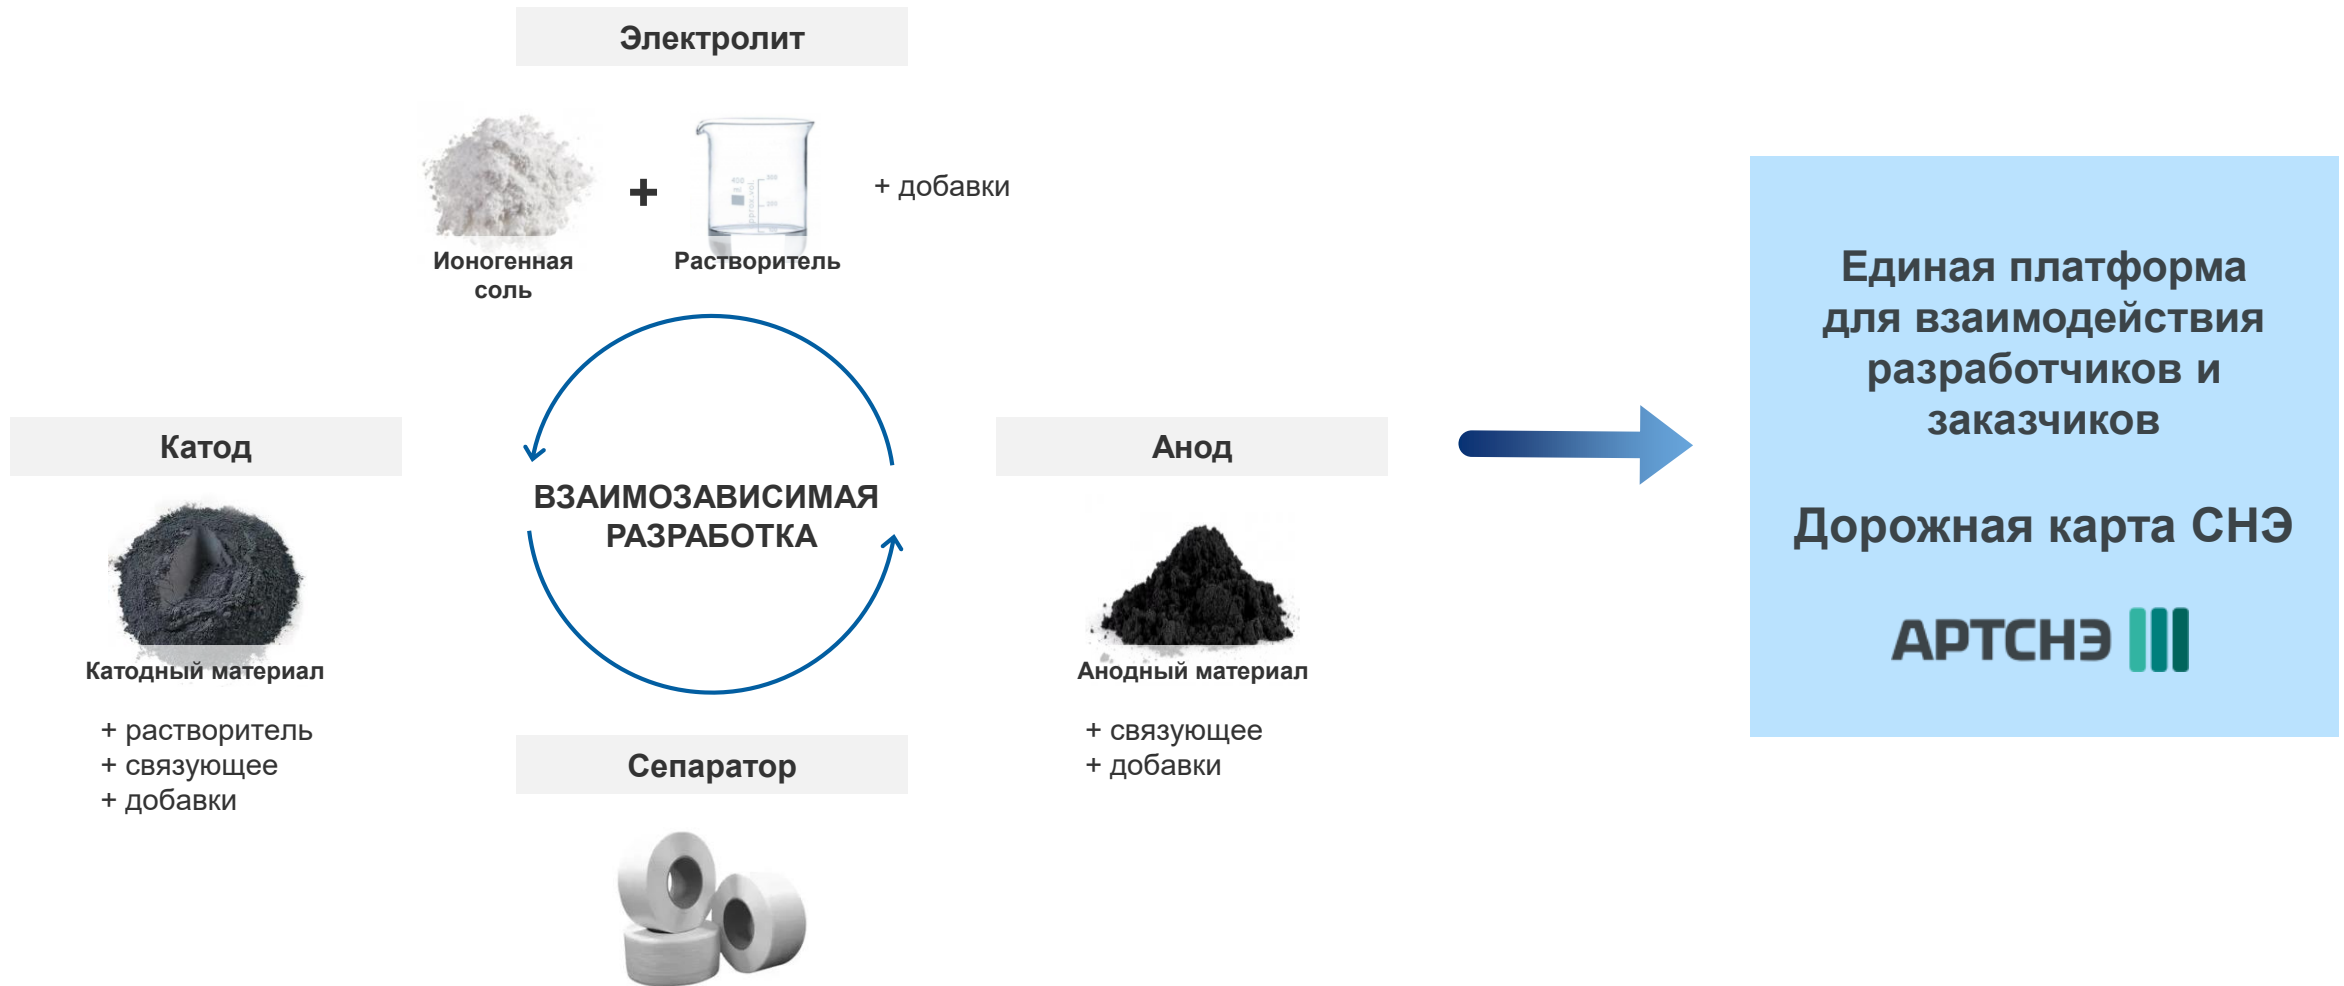 Электролит
+
+ добавки
Ионогенная
соль
Растворитель
Катод
Анод
ВЗАИМОЗАВИСИМАЯ
РАЗРАБОТКА
Катодный материал
+ растворитель
+ связующее
+ добавки
Анодный материал
+ связующее
+ добавки
Сепаратор
Единая платформа
для взаимодействия
разработчиков и
заказчиков
Дорожная карта СНЭ
АРТСНЭ